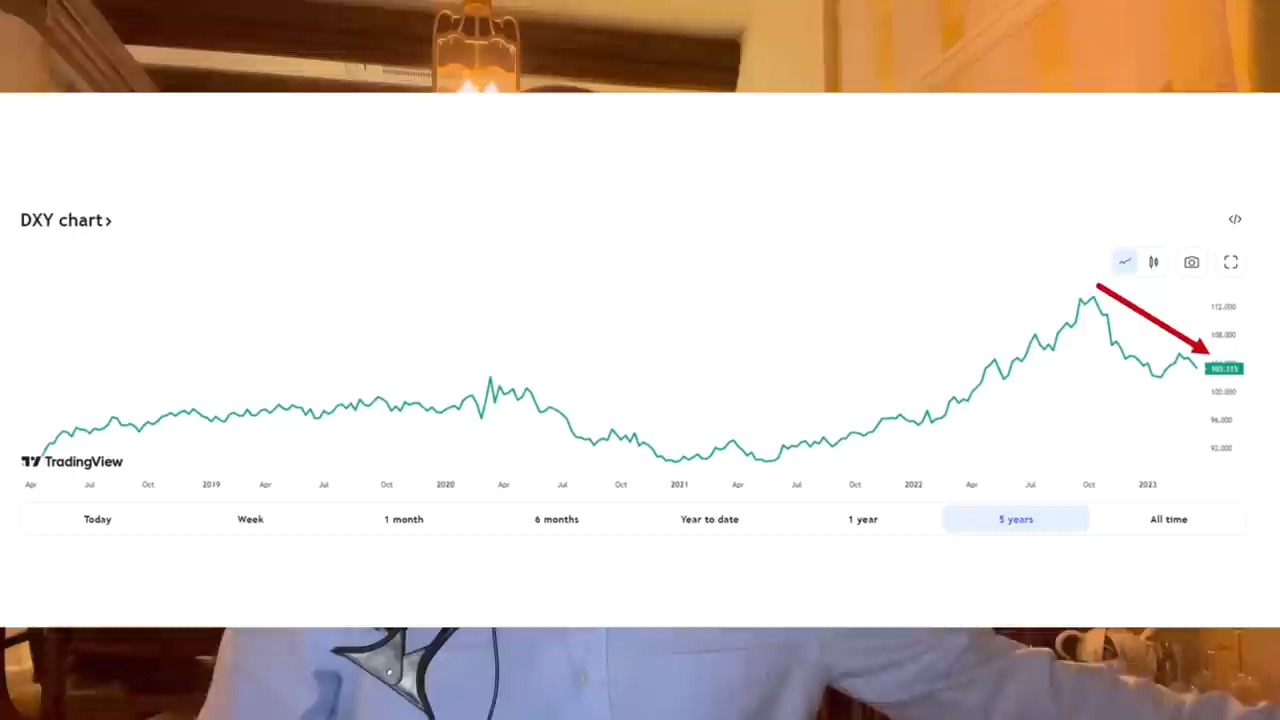 DXY chart›
</>
112.000
108.000
100.000
96.000
92.000
TradingView
Apr Jul Oct 2019 Apr Jul Oct 2020 Apr Jul Oct 2021 Apr Jul Oct 2022 Apr Jul Oct 2023
Today Week 1 month 6 months Year to date 1 year 5 years All time